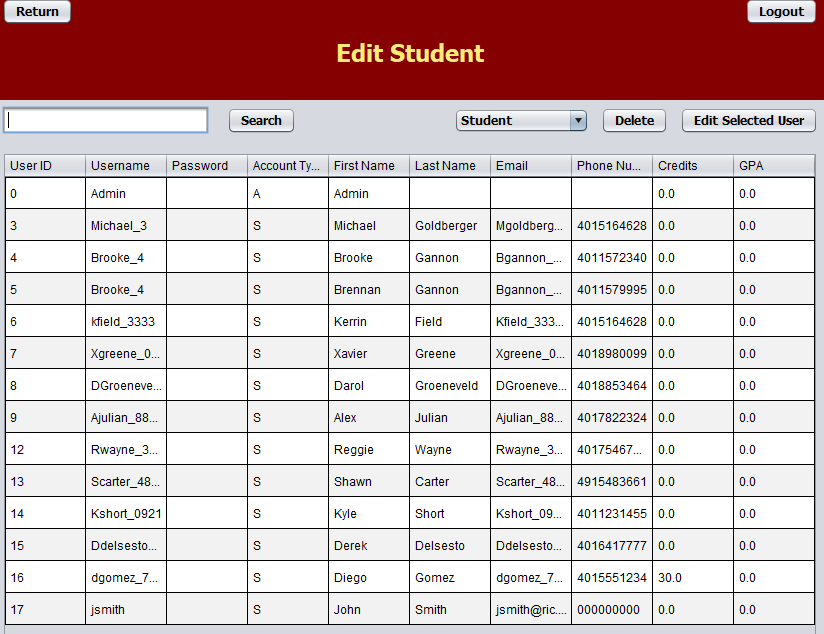 Return Logout
Edit Student
Search Student Delete Edit Selected User
User ID Username Password Account Ty... First Name Last Name Email Phone Nu... Credits GPA
0 Admin A Admin 0.0 0.0
3 Michael_3 S Michael Goldberger Mgoldberg... 4015164628 0.0 0.0
4 Brooke_4 S Brooke Gannon Bgannon_... 4011572340 0.0 0.0
5 Brooke_4 S Brennan Gannon Bgannon_... 4011579995 0.0 0.0
6 kfield_3333 S Kerrin Field Kfield_333... 4015164628 0.0 0.0
7 Xgreene_0... S Xavier Greene Xgreene_0... 4018980099 0.0 0.0
8 DGroeneve... S Darol Groeneveld DGroeneve... 4018853464 0.0 0.0
9 Ajulian_88... S Alex Julian Ajulian_88... 4017822324 0.0 0.0
12 Rwayne_3... S Reggie Wayne Rwayne_3... 40175467... 0.0 0.0
13 Scarter_48... S Shawn Carter Scarter_48... 4915483661 0.0 0.0
14 Kshort_0921 S Kyle Short Kshort_09... 4011231455 0.0 0.0
15 Ddelsesto... S Derek Delsesto Ddelsesto... 4016417777 0.0 0.0
16 dgomez_7... S Diego Gomez dgomez_7... 4015551234 30.0 0.0
17 jsmith S John Smith jsmith@ric.... 000000000 0.0 0.0